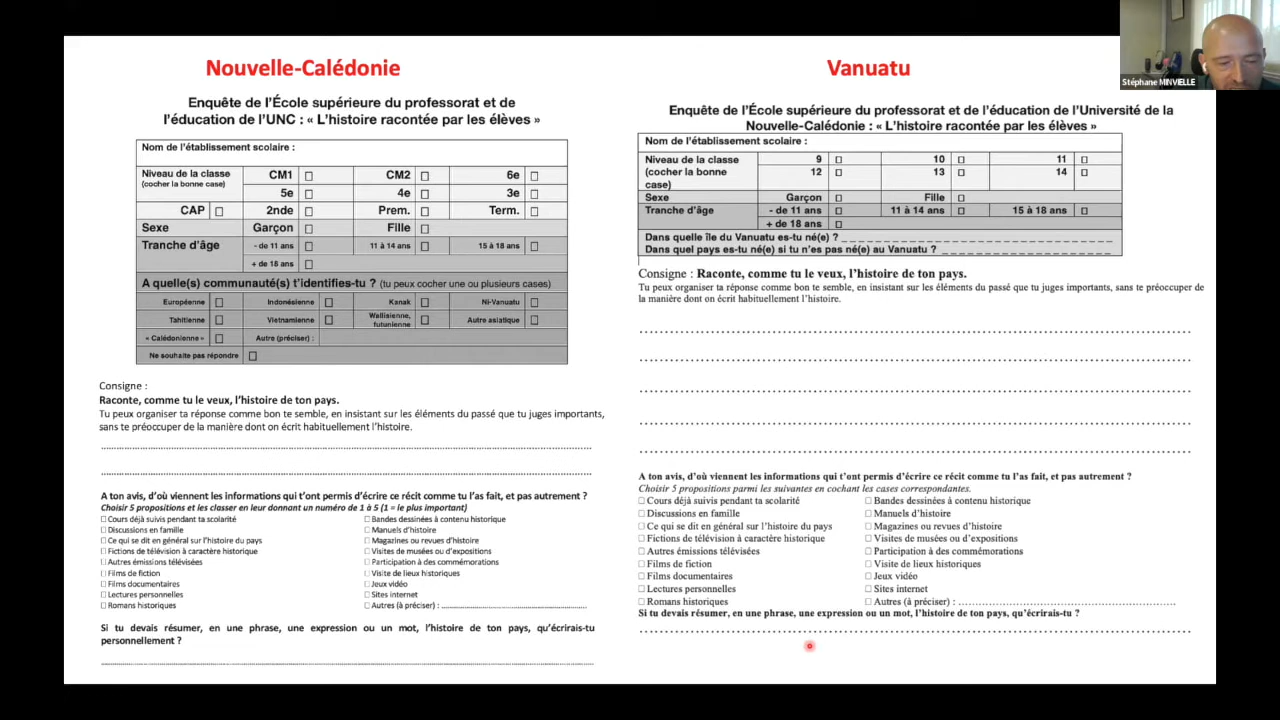 Nouvelle-Calédonie
Enquête de l'École supérieure du professorat et de
l'éducation de l'UNC : « L'histoire racontée par les élèves »
Nom de l'établissement scolaire :
Niveau de la classe CM1 CM2 6e
(cocher la bonne case)
5e 4e 3e
CAP 2nde Prem. Term.
Sexe Garçon Fille
Tranche d'âge - de 11 ans 11 à 14 ans 15 à 18 ans
+ de 18 ans
A quelle(s) communauté(s) t'identifies-tu ? (tu peux cocher une ou plusieurs cases)
Européenne Indonésienne Kanak Ni-Vanuatu
Tahitienne Vietnamienne Wallisienne, futunienne Autre asiatique
« Calédonienne » Autre (préciser) :
Ne souhaite pas répondre
Consigne :
Raconte, comme tu le veux, l'histoire de ton pays.
Tu peux organiser ta réponse comme bon te semble, en insistant sur les éléments du passé que tu juges importants,
sans te préoccuper de la manière dont on écrit habituellement l'histoire.
A ton avis, d'où viennent les informations qui t'ont permis d'écrire ce récit comme tu l'as fait, et pas autrement ?
Choisir 5 propositions et les classer en leur donnant un numéro de 1 à 5 (1 = le plus important)
Cours déjà suivis pendant ta scolarité Bandes dessinées à contenu historique
Discussions en famille Manuels d'histoire
Ce qui se dit en général sur l'histoire du pays Magazines ou revues d'histoire
Fictions de télévision à caractère historique Visites de musées ou d'expositions
Autres émissions télévisées Participation à des commémorations
Films de fiction Visite de lieux historiques
Films documentaires Jeux vidéo
Lectures personnelles Sites internet
Romans historiques Autres (à préciser) :
Si tu devais résumer, en une phrase, une expression ou un mot, l'histoire de ton pays, qu'écrirais-tu
personnellement ?
Vanuatu
Enquête de l'École supérieure du professorat et de l'éducation de l'Université de la
Nouvelle-Calédonie : « L'histoire racontée par les élèves »
Nom de l'établissement scolaire :
Niveau de la classe 9 10 11
(cocher la bonne 12 13 14
case)
Sexe Garçon Fille
Tranche d'âge - de 11 ans 11 à 14 ans 15 à 18 ans
+ de 18 ans
Dans quelle île du Vanuatu es-tu né(e) ?
Dans quel pays es-tu né(e) si tu n'es pas né(e) au Vanuatu ?
Consigne : Raconte, comme tu le veux, l'histoire de ton pays.
Tu peux organiser ta réponse comme bon te semble, en insistant sur les éléments du passé que tu juges importants, sans te préoccuper de
la manière dont on écrit habituellement l'histoire.
A ton avis, d'où viennent les informations qui t'ont permis d'écrire ce récit comme tu l'as fait, et pas autrement ?
Choisir 5 propositions parmi les suivantes en cochant les cases correspondantes.
Cours déjà suivis pendant ta scolarité Bandes dessinées à contenu historique
Discussions en famille Manuels d'histoire
Ce qui se dit en général sur l'histoire du pays Magazines ou revues d'histoire
Fictions de télévision à caractère historique Visites de musées ou d'expositions
Autres émissions télévisées Participation à des commémorations
Films de fiction Visite de lieux historiques
Films documentaires Jeux vidéo
Lectures personnelles Sites internet
Romans historiques Autres (à préciser) :
Si tu devais résumer, en une phrase, une expression ou un mot, l'histoire de ton pays, qu'écrirais-tu ?
Stéphane MINVIELLE